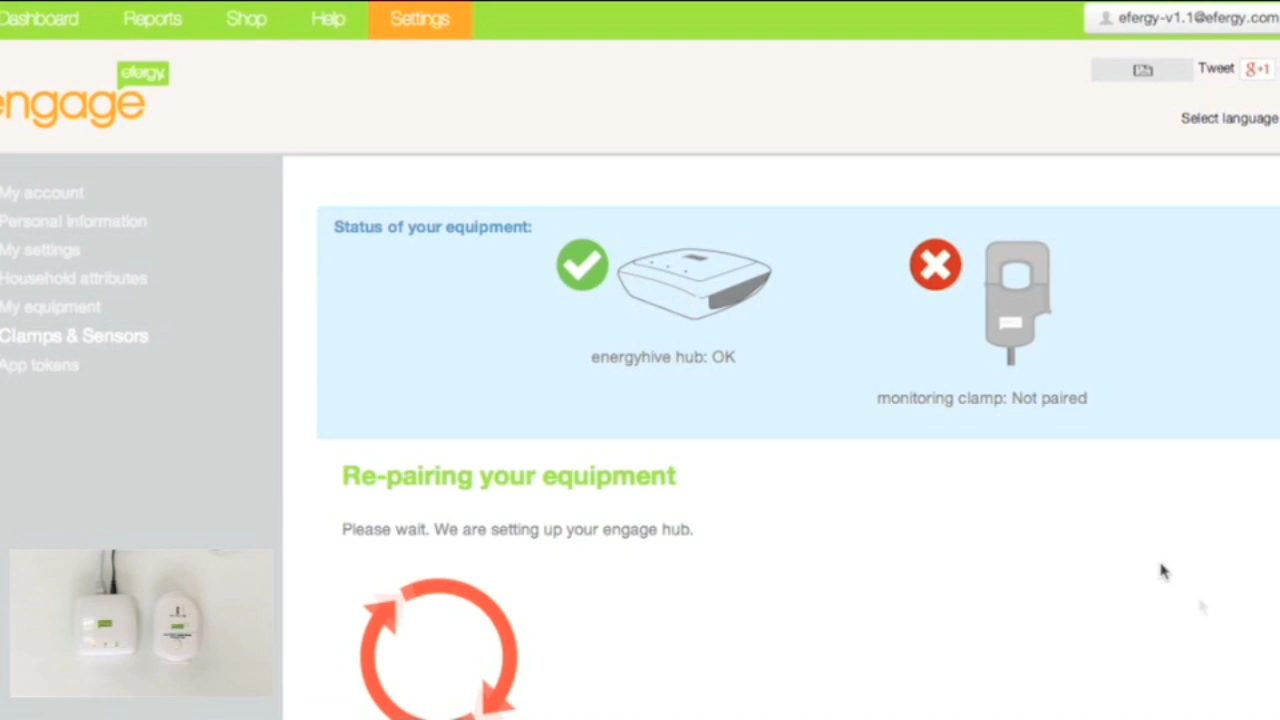 Dashboard Reports Shop Help Settings
efergy-v1.1@efergy.com
efergy
engage
Tweet g+1
Select language
My account
Personal Information
My settings
Household attributes
My equipment
Clamps & Sensors
App tokens
Status of your equipment:
energyhive hub: OK
monitoring clamp: Not paired
Re-pairing your equipment
Please wait. We are setting up your engage hub.